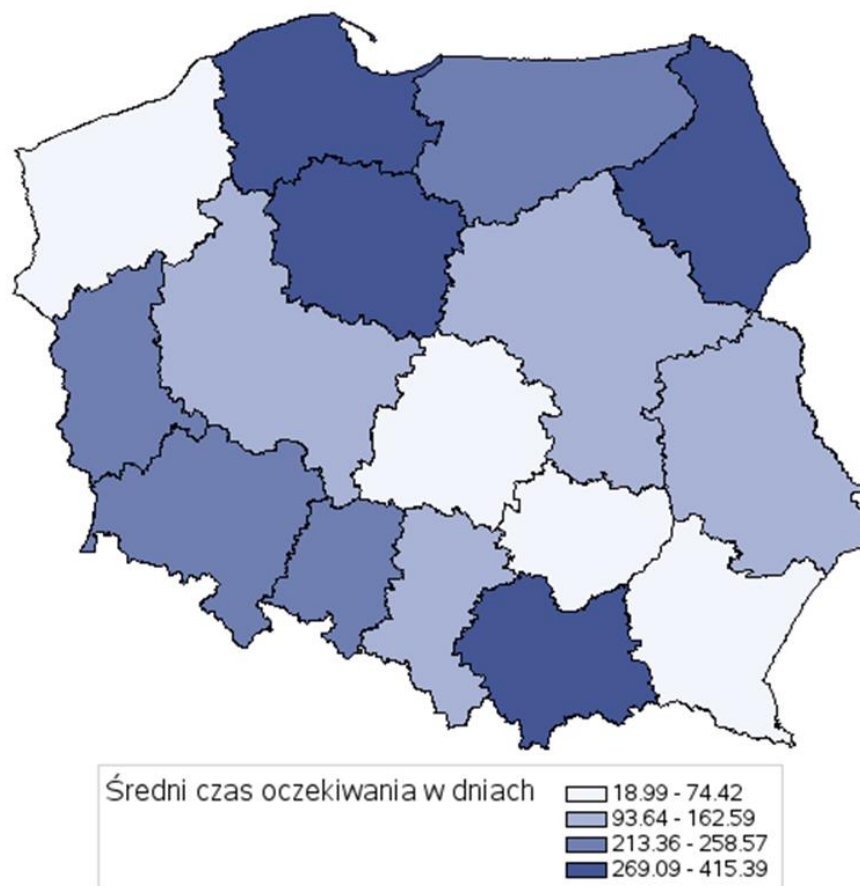 Średni czas oczekiwania w dniach
18.99 - 74.42
93.64 - 162.59
213.36 - 258.57
269.09 - 415.39